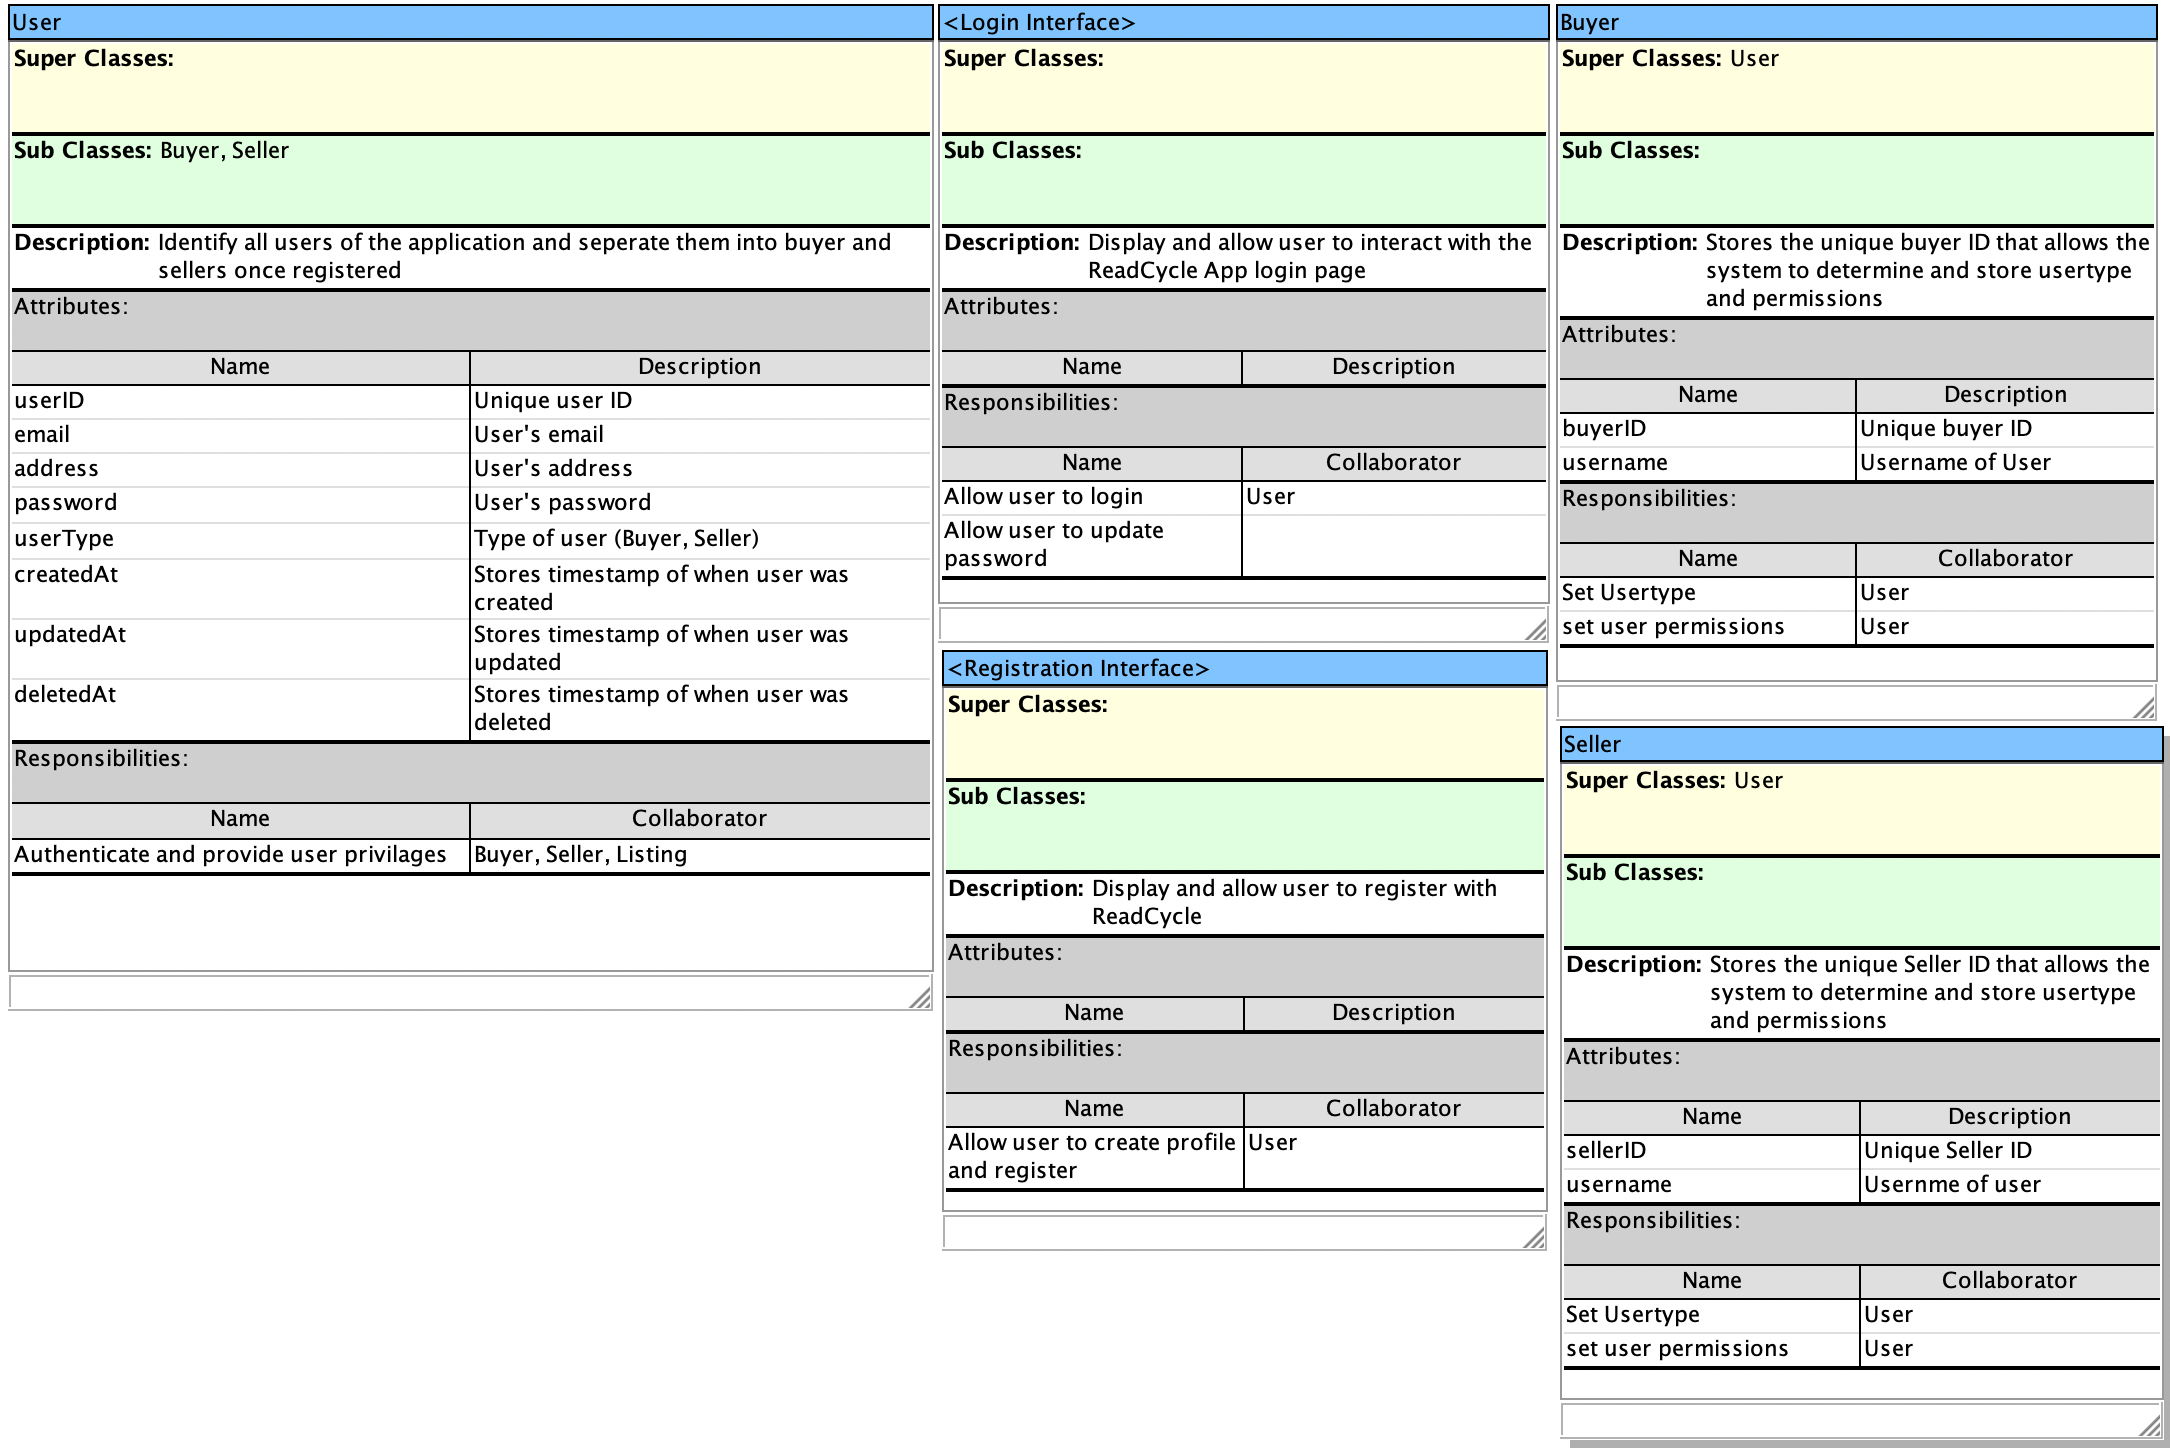 User
Super Classes:
Sub Classes: Buyer, Seller
Description: Identify all users of the application and seperate them into buyer and
sellers once registered
Attributes:
Name Description
userID Unique user ID
email User's email
address User's address
password User's password
userType Type of user (Buyer, Seller)
createdAt Stores timestamp of when user was
created
updatedAt Stores timestamp of when user was
updated
deletedAt Stores timestamp of when user was
deleted
Responsibilities:
Name Collaborator
Authenticate and provide user privilages Buyer, Seller, Listing
<Login Interface>
Super Classes:
Sub Classes:
Description: Display and allow user to interact with the
ReadCycle App login page
Attributes:
Name Description
Responsibilities:
Name Collaborator
Allow user to login User
Allow user to update
password
<Registration Interface>
Super Classes:
Sub Classes:
Description: Display and allow user to register with
ReadCycle
Attributes:
Name Description
Responsibilities:
Name Collaborator
Allow user to create profile User
and register
Buyer
Super Classes: User
Sub Classes:
Description: Stores the unique buyer ID that allows the
system to determine and store usertype
and permissions
Attributes:
Name Description
buyerID Unique buyer ID
username Username of User
Responsibilities:
Name Collaborator
Set Usertype User
set user permissions User
Seller
Super Classes: User
Sub Classes:
Description: Stores the unique Seller ID that allows the
system to determine and store usertype
and permissions
Attributes:
Name Description
sellerID Unique Seller ID
username Usernme of user
Responsibilities:
Name Collaborator
Set Usertype User
set user permissions User